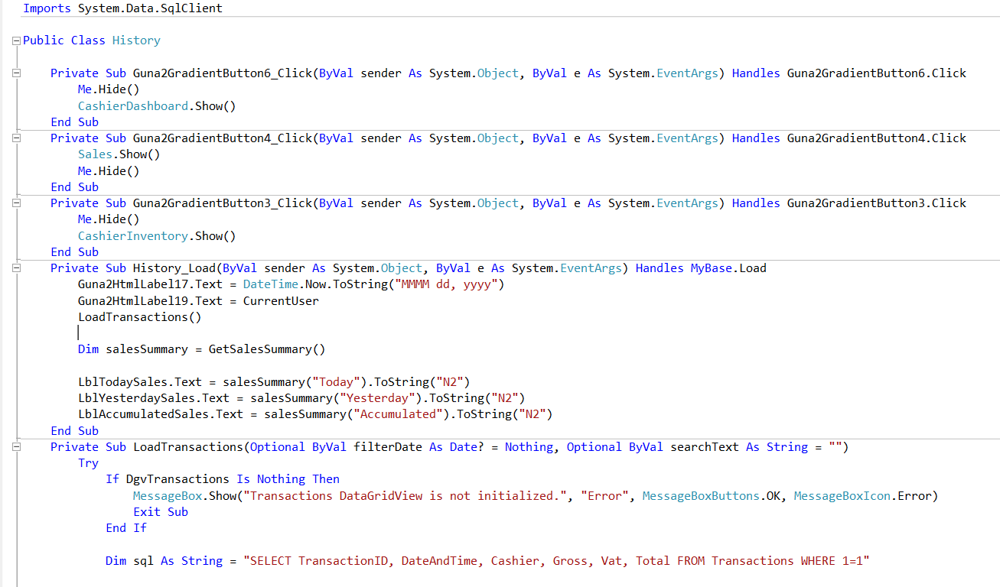 Imports System.Data.SqlClient
Public Class History
Private Sub Guna2GradientButton6_Click(ByVal sender As System.Object, ByVal e As System.EventArgs) Handles Guna2GradientButton6.Click
Me.Hide()
CashierDashboard.Show()
End Sub
Private Sub Guna2GradientButton4_Click(ByVal sender As System.Object, ByVal e As System.EventArgs) Handles Guna2GradientButton4.Click
Sales.Show()
Me.Hide()
End Sub
Private Sub Guna2GradientButton3_Click(ByVal sender As System.Object, ByVal e As System.EventArgs) Handles Guna2GradientButton3.Click
Me.Hide()
CashierInventory.Show()
End Sub
Private Sub History_Load(ByVal sender As System.Object, ByVal e As System.EventArgs) Handles MyBase.Load
Guna2HtmlLabel17.Text = DateTime.Now.ToString("MMMM dd, yyyy")
Guna2HtmlLabel19.Text = CurrentUser
LoadTransactions()
Dim salesSummary = GetSalesSummary()
LblTodaySales.Text = salesSummary("Today").ToString("N2")
LblYesterdaySales.Text = salesSummary("Yesterday").ToString("N2")
LblAccumulatedSales.Text = salesSummary("Accumulated").ToString("N2")
End Sub
Private Sub LoadTransactions(Optional ByVal filterDate As Date? = Nothing, Optional ByVal searchText As String = "")
Try
If DgvTransactions Is Nothing Then
MessageBox.Show("Transactions DataGridView is not initialized.", "Error", MessageBoxButtons.OK, MessageBoxIcon.Error)
Exit Sub
End If
Dim sql As String = "SELECT TransactionID, DateAndTime, Cashier, Gross, Vat, Total FROM Transactions WHERE 1=1"